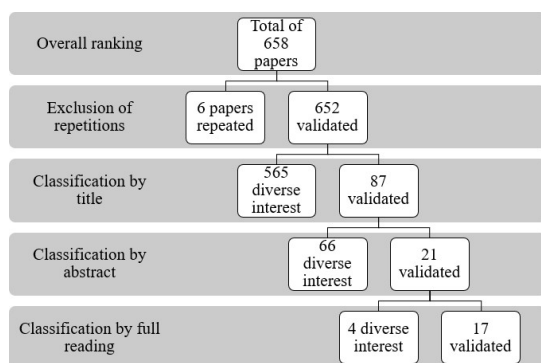 Overall ranking
Total of
658
papers
Exclusion of
repetitions
6 papers
repeated
652
validated
Classification by
title
565
diverse
interest
87
validated
Classification by
abstract
66
diverse
interest
21
validated
Classification by full
reading
4 diverse
interest
17
validated